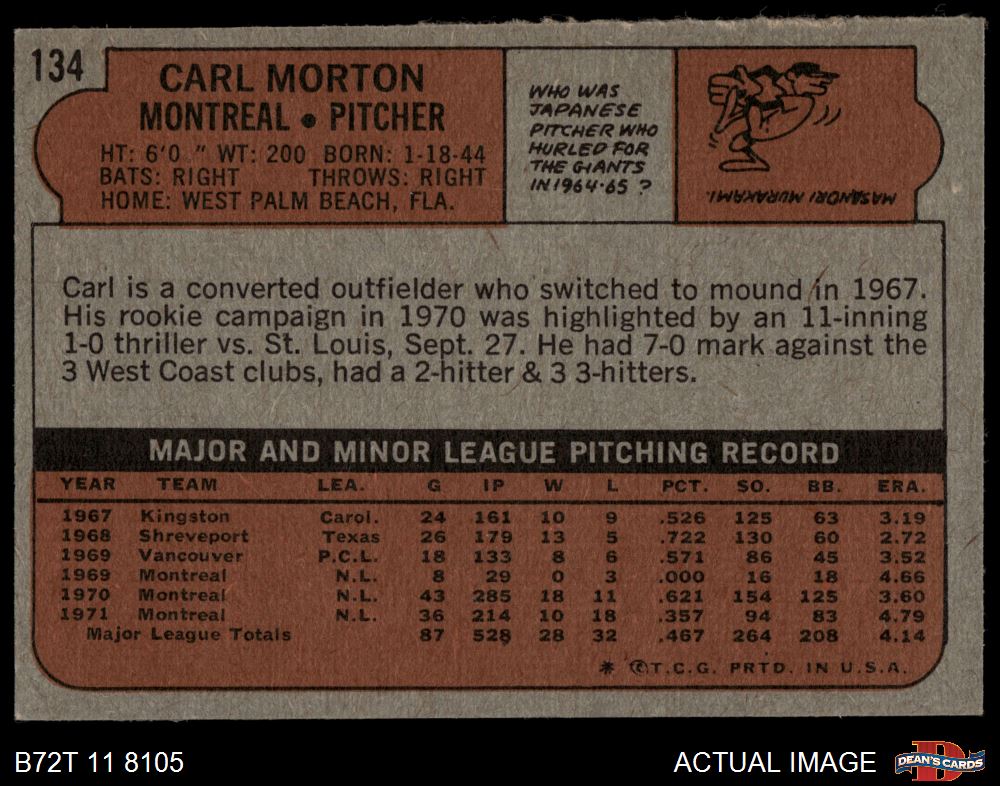 134
CARL MORTON
MONTREAL • PITCHER
HT: 6'0 " WT: 200 BORN: 1-18-44
BATS: RIGHT THROWS: RIGHT
HOME: WEST PALM BEACH, FLA.
WHO WAS
JAPANESE
PITCHER WHO
HURLED FOR
THE GIANTS
IN 1964-65 ?
MASANORI MURAKAMI.
Carl is a converted outfielder who switched to mound in 1967.
His rookie campaign in 1970 was highlighted by an 11-inning
1-0 thriller vs. St. Louis, Sept. 27. He had 7-0 mark against the
3 West Coast clubs, had a 2-hitter & 3 3-hitters.
MAJOR AND MINOR LEAGUE PITCHING RECORD
YEAR TEAM LEA. G IP W L PCT. SO. BB. ERA.
1967 Kingston Carol. 24 161 10 9 .526 125 63 3.19
1968 Shreveport Texas 26 179 13 5 .722 130 60 2.72
1969 Vancouver P.C.L. 18 133 8 6 .571 86 45 3.52
1969 Montreal N.L. 8 29 0 3 .000 16 18 4.66
1970 Montreal N.L. 43 285 18 11 .621 154 125 3.60
1971 Montreal N.L. 36 214 10 18 .357 94 83 4.79
Major League Totals 87 528 28 32 .467 264 208 4.14
* ©T.C.G. PRTD. IN U.S.A.
B72T 11 8105
ACTUAL IMAGE
D
DEAN'S CARDS